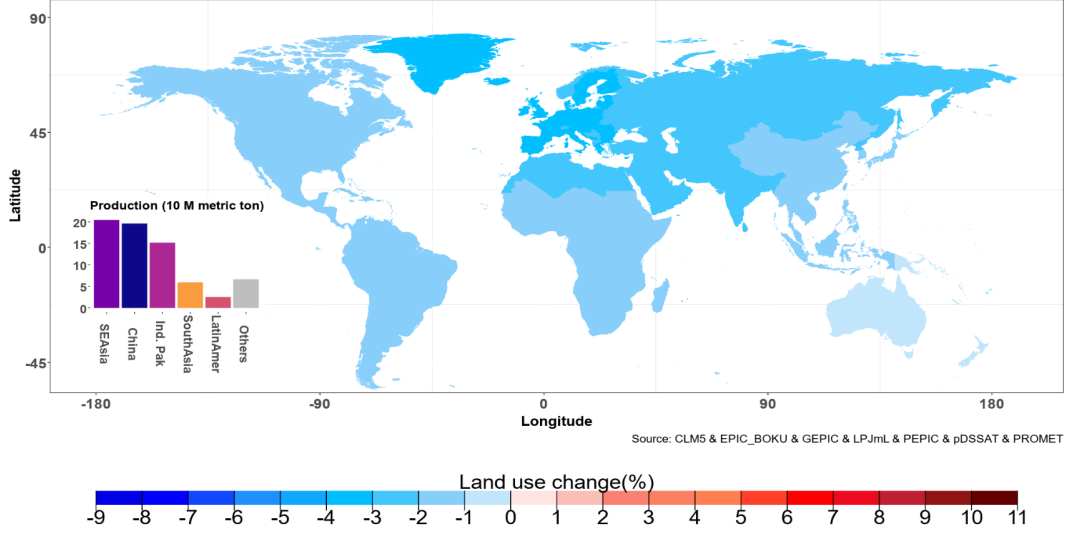 90
45
0
-45
Latitude
Production (10 M metric ton)
20
15
10
5
0
SEAsia
China
Ind. Pak
SouthAsia
LatinAmer
Others
-180 -90 0 90 180
Longitude
Source: CLM5 & EPIC_BOKU & GEPIC & LPJmL & PEPIC & pDSSAT & PROMET
Land use change(%)
-9 -8 -7 -6 -5 -4 -3 -2 -1 0 1 2 3 4 5 6 7 8 9 10 11